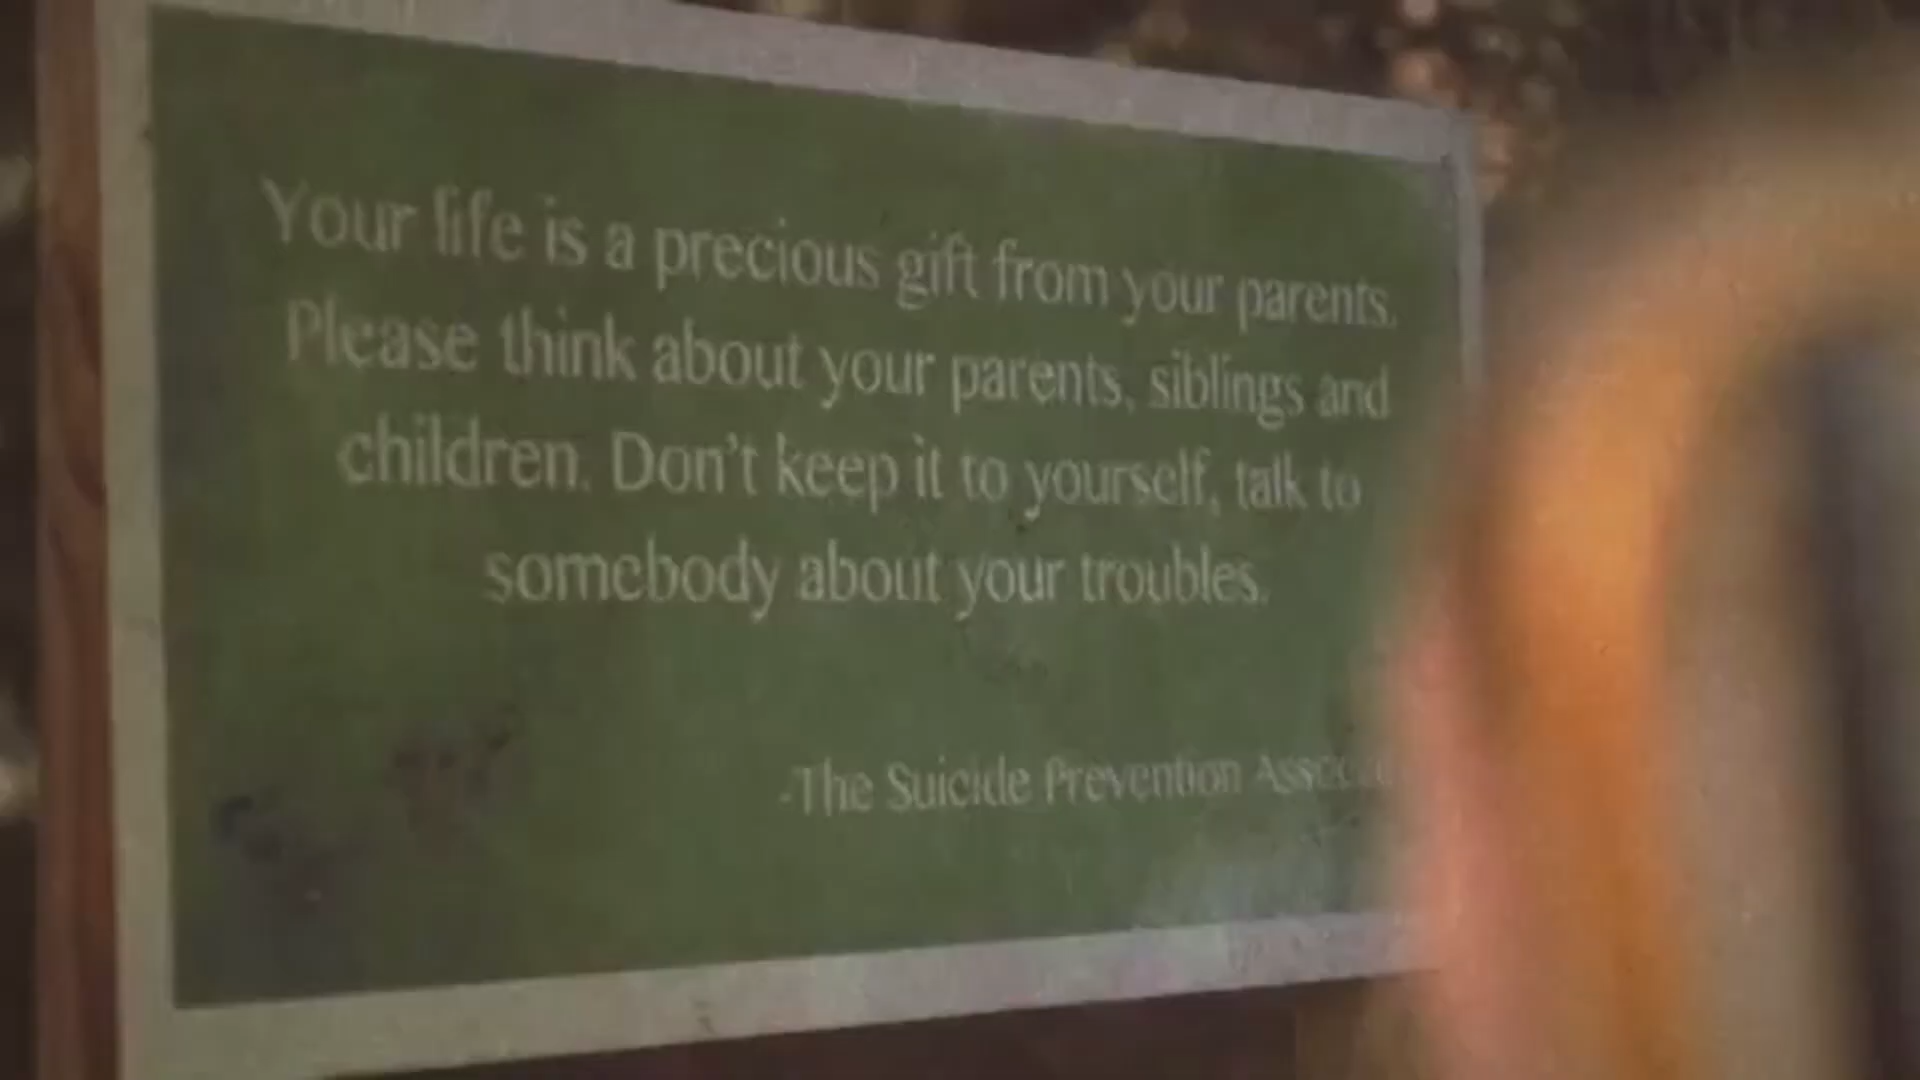 Your life is a precious gift from your parents.
Please think about your parents, siblings and
children. Don't keep it to yourself, talk to
somebody about your troubles.
-The Suicide Prevention